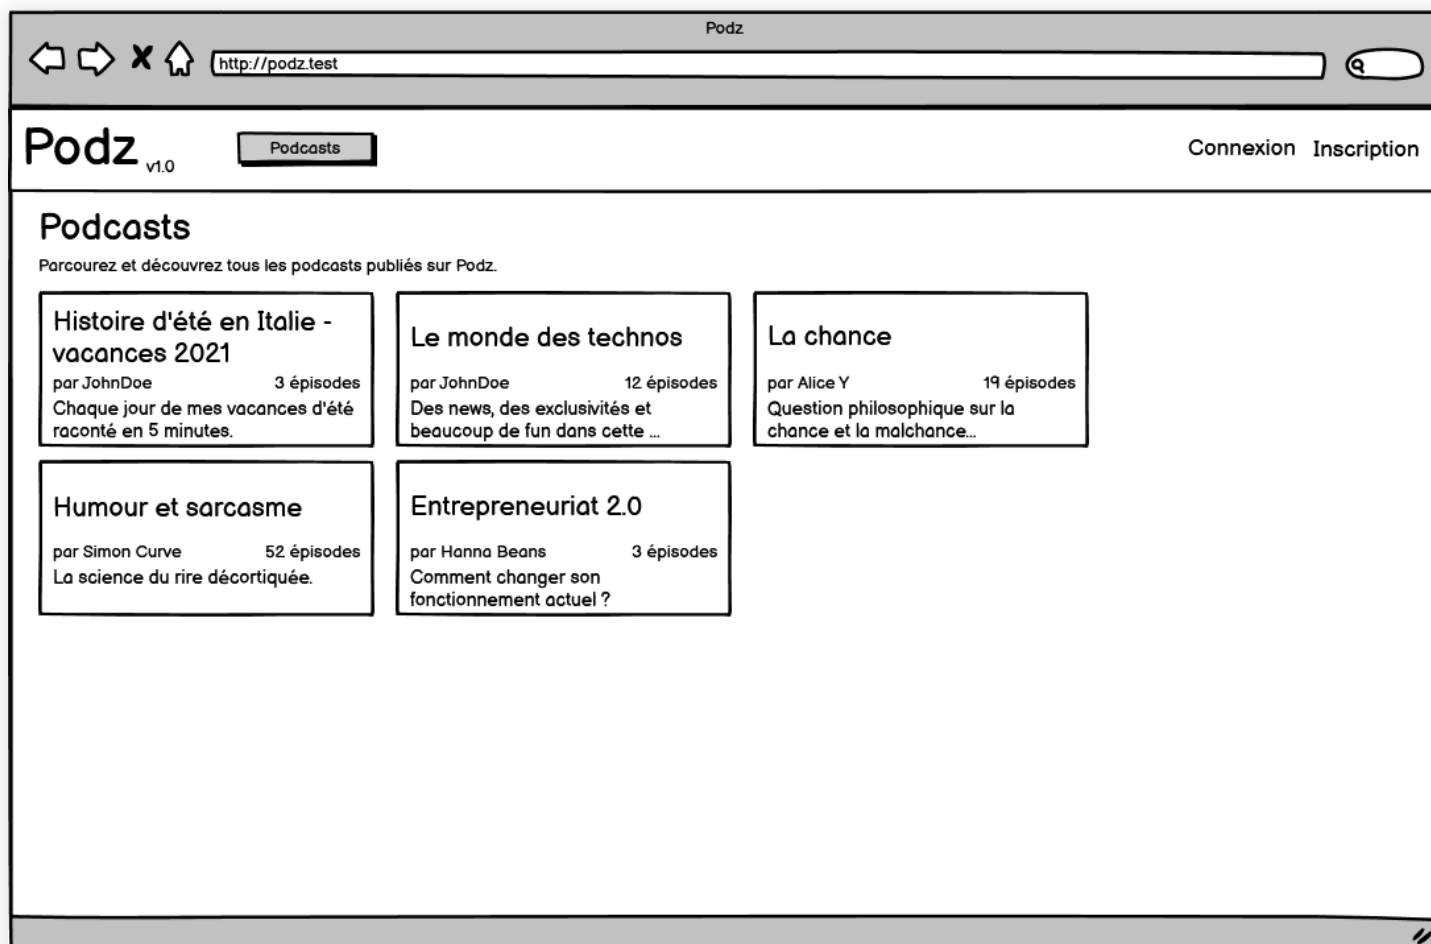 Podz
http://podz.test
Podz v1.0
Podcasts
Connexion
Inscription
Podcasts
Parcourez et découvrez tous les podcasts publiés sur Podz.
Histoire d'été en Italie -
vacances 2021
par JohnDoe
3 épisodes
Chaque jour de mes vacances d'été
raconté en 5 minutes.
Le monde des technos
par JohnDoe
12 épisodes
Des news, des exclusivités et
beaucoup de fun dans cette ...
La chance
par Alice Y
19 épisodes
Question philosophique sur la
chance et la malchance...
Humour et sarcasme
par Simon Curve
52 épisodes
La science du rire décortiquée.
Entrepreneuriat 2.0
par Hanna Beans
3 épisodes
Comment changer son
fonctionnement actuel ?